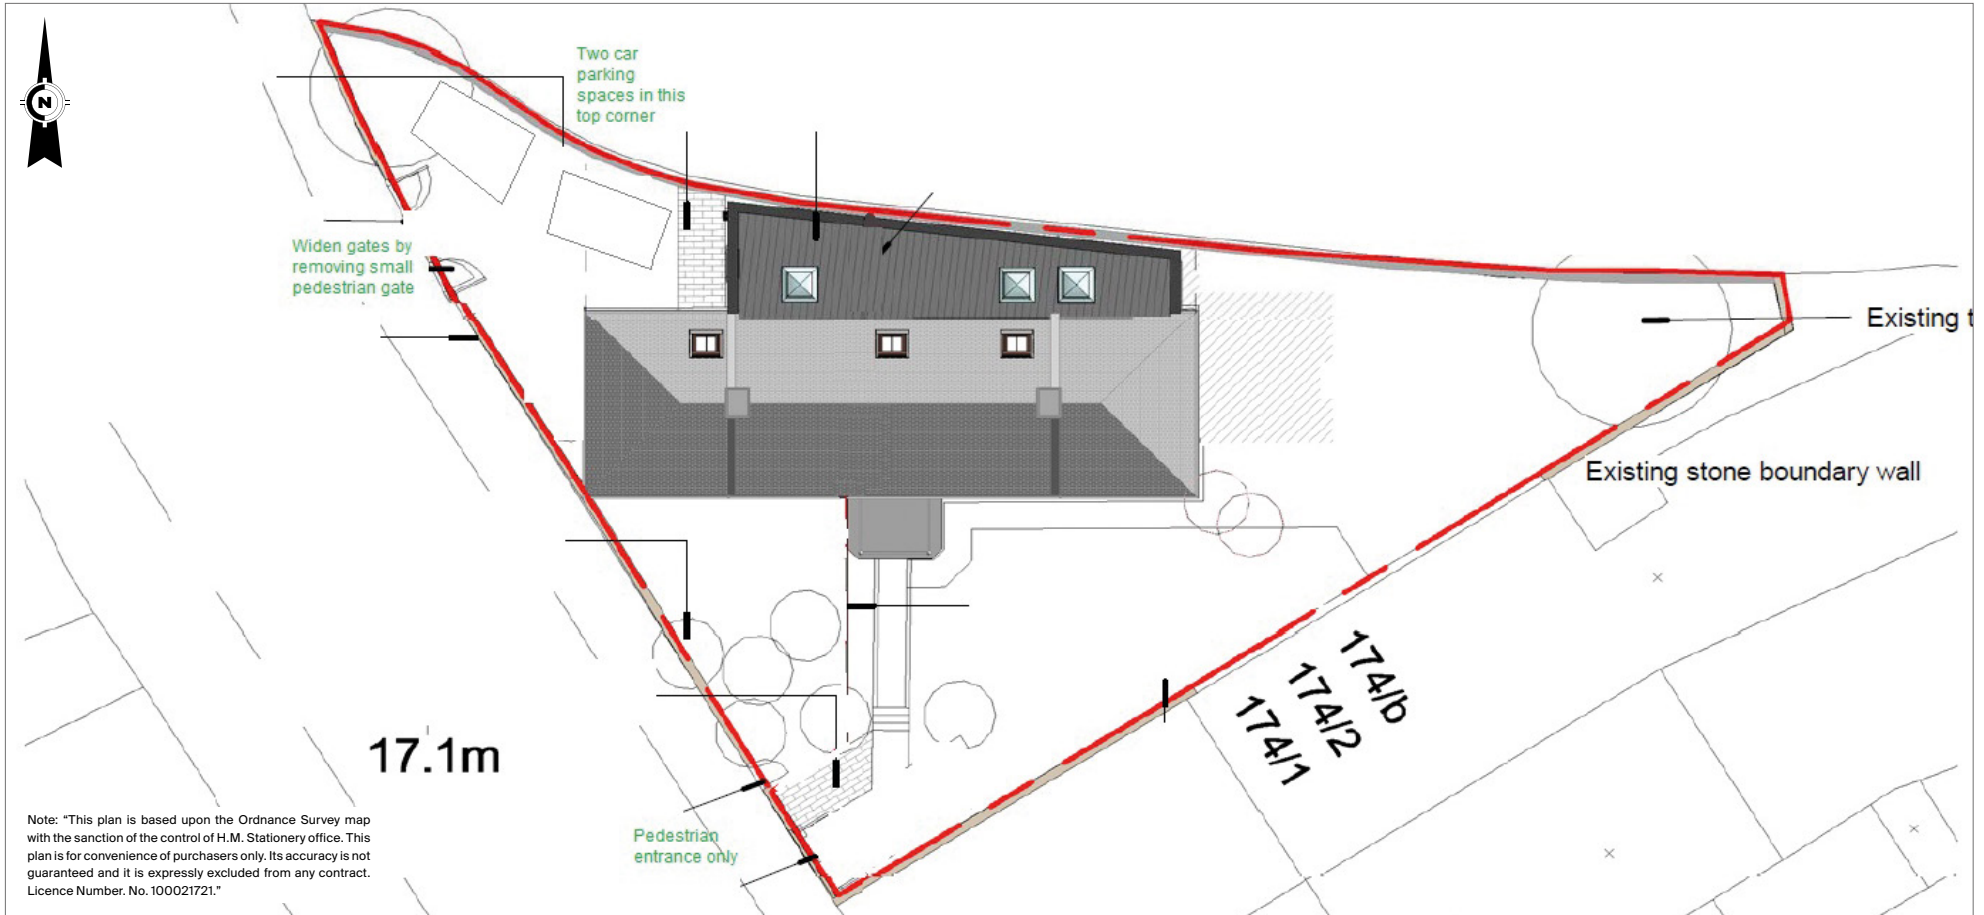 N
Two car
parking
spaces in this
top corner
Widen gates by
removing small
pedestrian gate
Existing t
Existing stone boundary wall
174/b
174/2
174/1
17.1m
Pedestrian
entrance only
Note: “This plan is based upon the Ordnance Survey map
with the sanction of the control of H.M. Stationery office. This
plan is for convenience of purchasers only. Its accuracy is not
guaranteed and it is expressly excluded from any contract.
Licence Number. No. 100021721.”